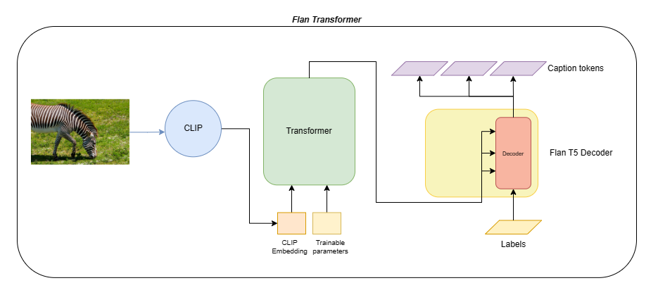 Flan Transformer
Caption tokens
CLIP
Transformer
Decoder
Flan T5 Decoder
CLIP
Embedding
Trainable
parameters
Labels